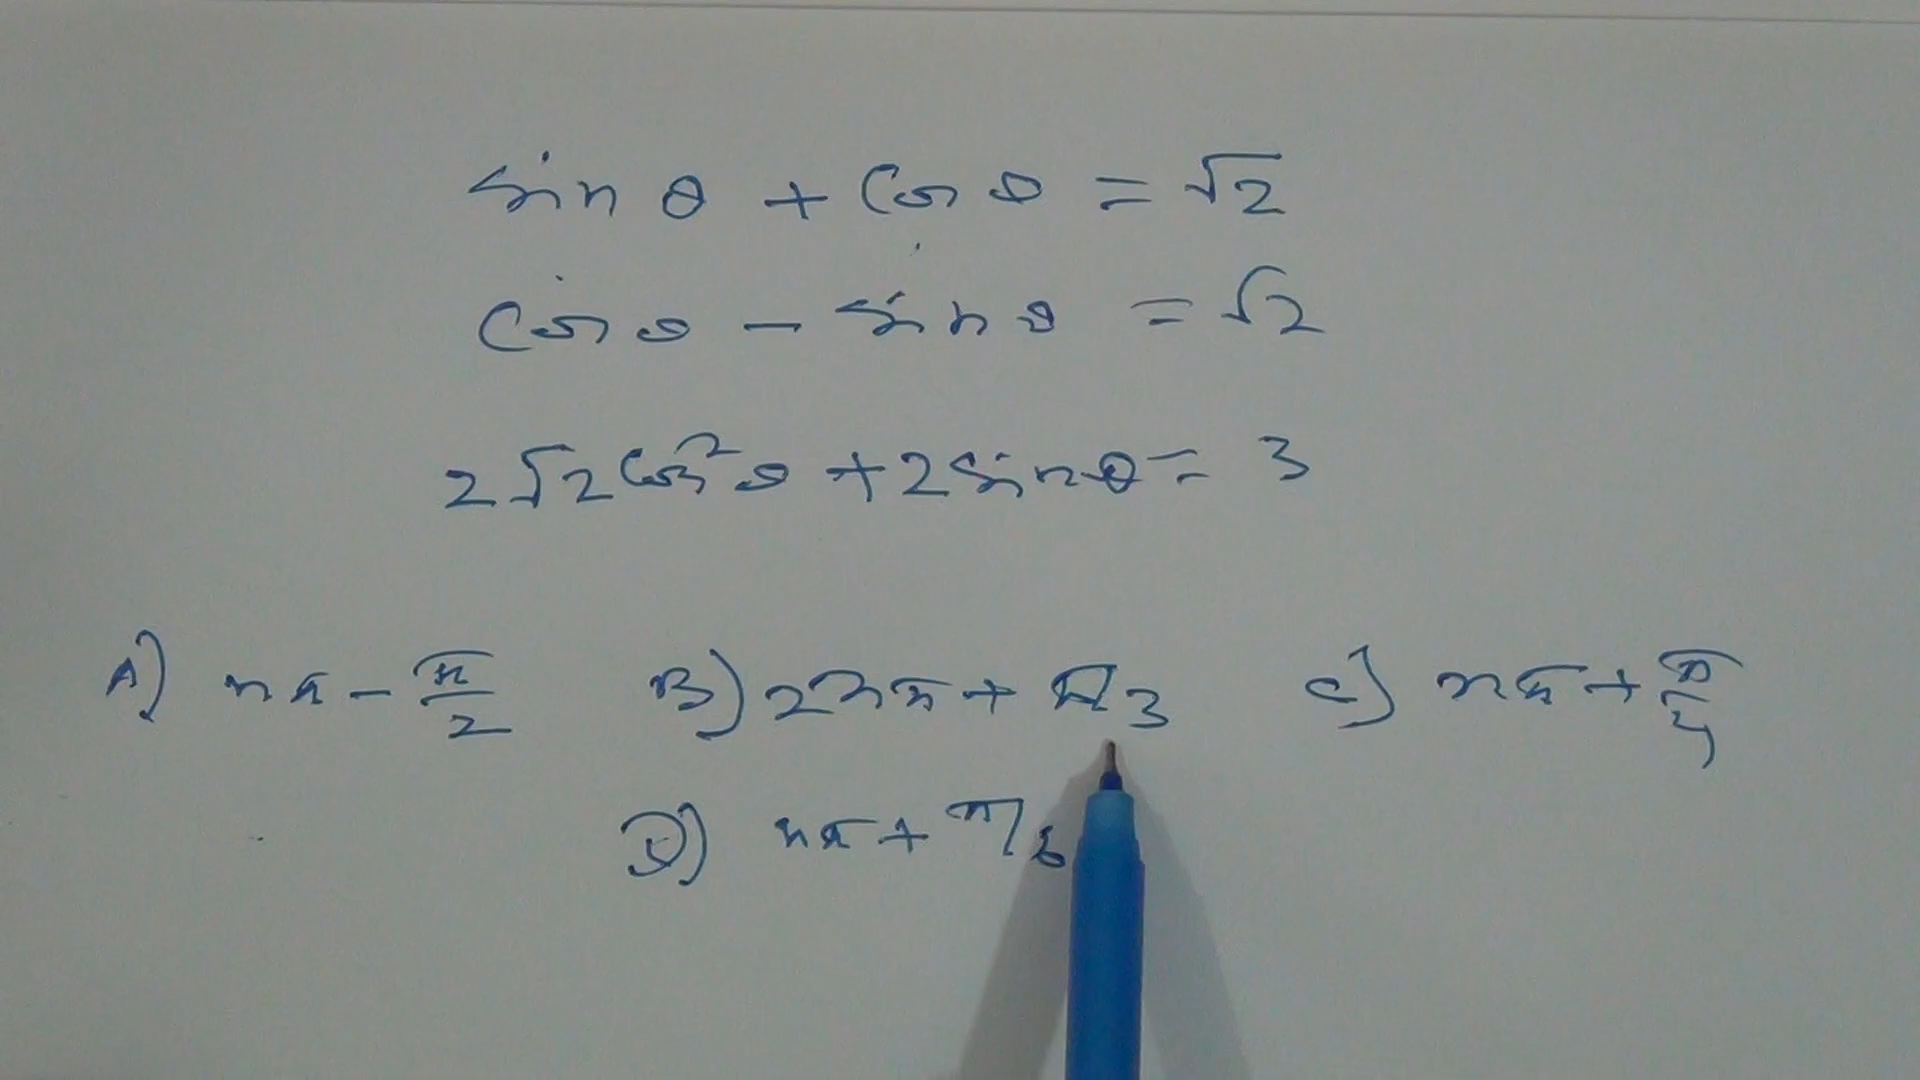 sin θ + cos θ = √2
cos θ - sin θ = √2
2√2 cos²θ + 2 sin θ = 3
A) nπ - π/2 B) 2nπ + π/3 C) nπ + π/4
D) nπ + π/6